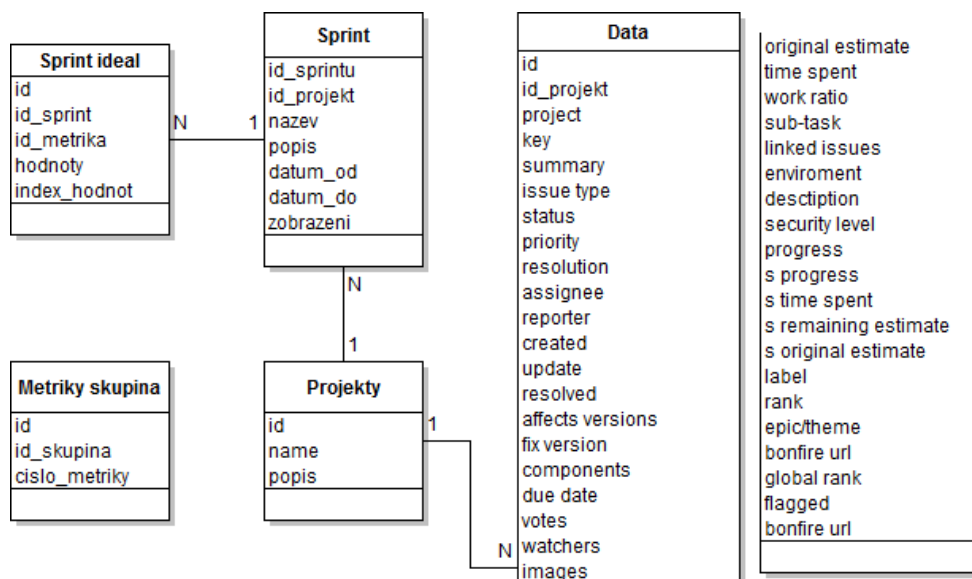 Sprint ideal
id
id_sprint
id_metrika
hodnoty
index_hodnot
N
1
Sprint
id_sprintu
id_projekt
nazev
popis
datum_od
datum_do
zobrazeni
N
1
Metriky skupina
id
id_skupina
cislo_metriky
Projekty
id
name
popis
1
N
Data
id
id_projekt
project
key
summary
issue type
status
priority
resolution
assignee
reporter
created
update
resolved
affects versions
fix version
components
due date
votes
watchers
images
original estimate
time spent
work ratio
sub-task
linked issues
enviroment
desctiption
security level
progress
s progress
s time spent
s remaining estimate
s original estimate
label
rank
epic/theme
bonfire url
global rank
flagged
bonfire url